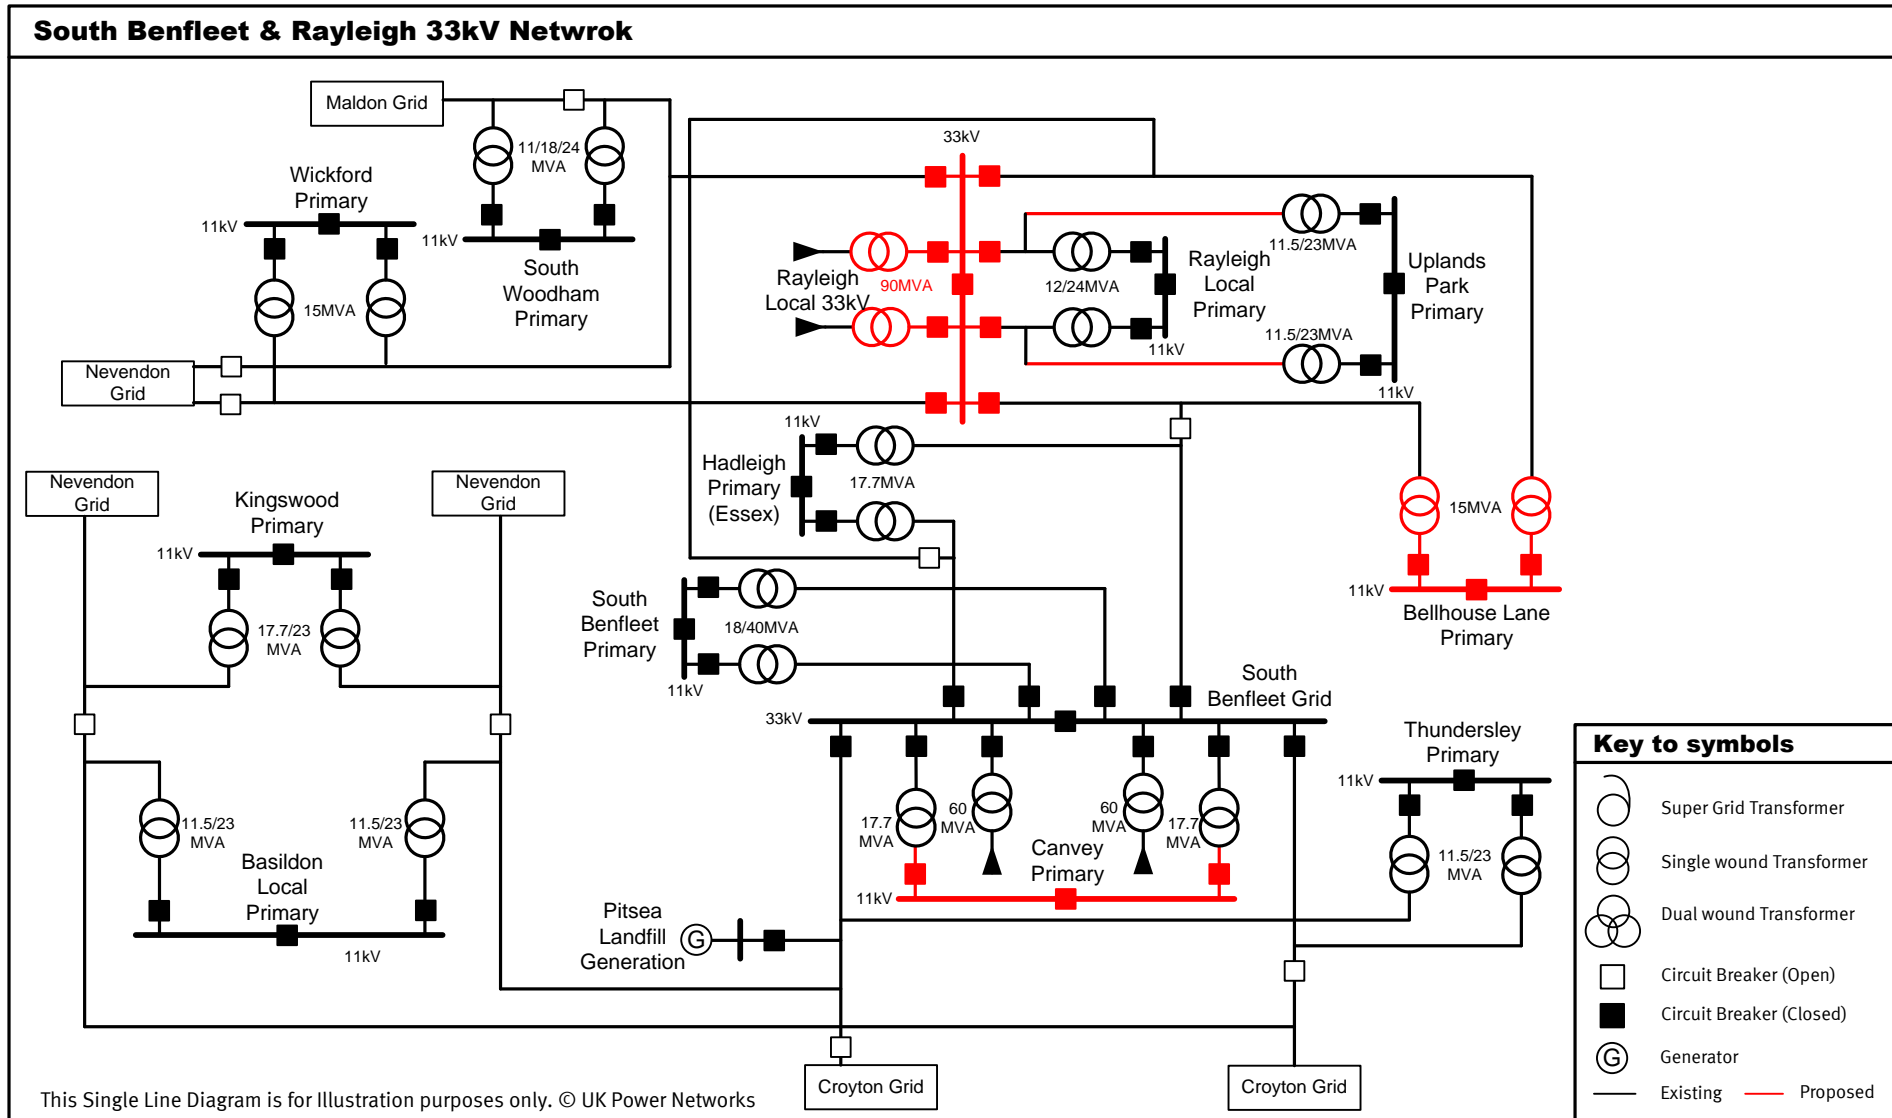 South Benfleet & Rayleigh 33kV Netwrok
Maldon Grid
11/18/24
MVA
Wickford
Primary
11kV
11kV
South
Woodham
Primary
15MVA
Nevendon
Grid
33kV
Rayleigh
Local 33kV
90MVA
12/24MVA
Rayleigh
Local
Primary
11kV
11.5/23MVA
11.5/23MVA
Uplands
Park
Primary
11kV
11kV
Hadleigh
Primary
(Essex)
17.7MVA
Nevendon
Grid
Kingswood
Primary
Nevendon
Grid
11kV
17.7/23
MVA
South
Benfleet
Primary
18/40MVA
11kV
15MVA
11kV
Bellhouse Lane
Primary
South
Benfleet Grid
33kV
Thundersley
Primary
11kV
11.5/23
MVA
11.5/23
MVA
11.5/23
MVA
Basildon
Local
Primary
11kV
17.7
MVA
60
MVA
60
MVA
17.7
MVA
Canvey
Primary
11kV
Pitsea
Landfill
Generation
G
Croyton Grid
Croyton Grid
Key to symbols
Super Grid Transformer
Single wound Transformer
Dual wound Transformer
Circuit Breaker (Open)
Circuit Breaker (Closed)
G Generator
Existing Proposed
This Single Line Diagram is for Illustration purposes only. © UK Power Networks